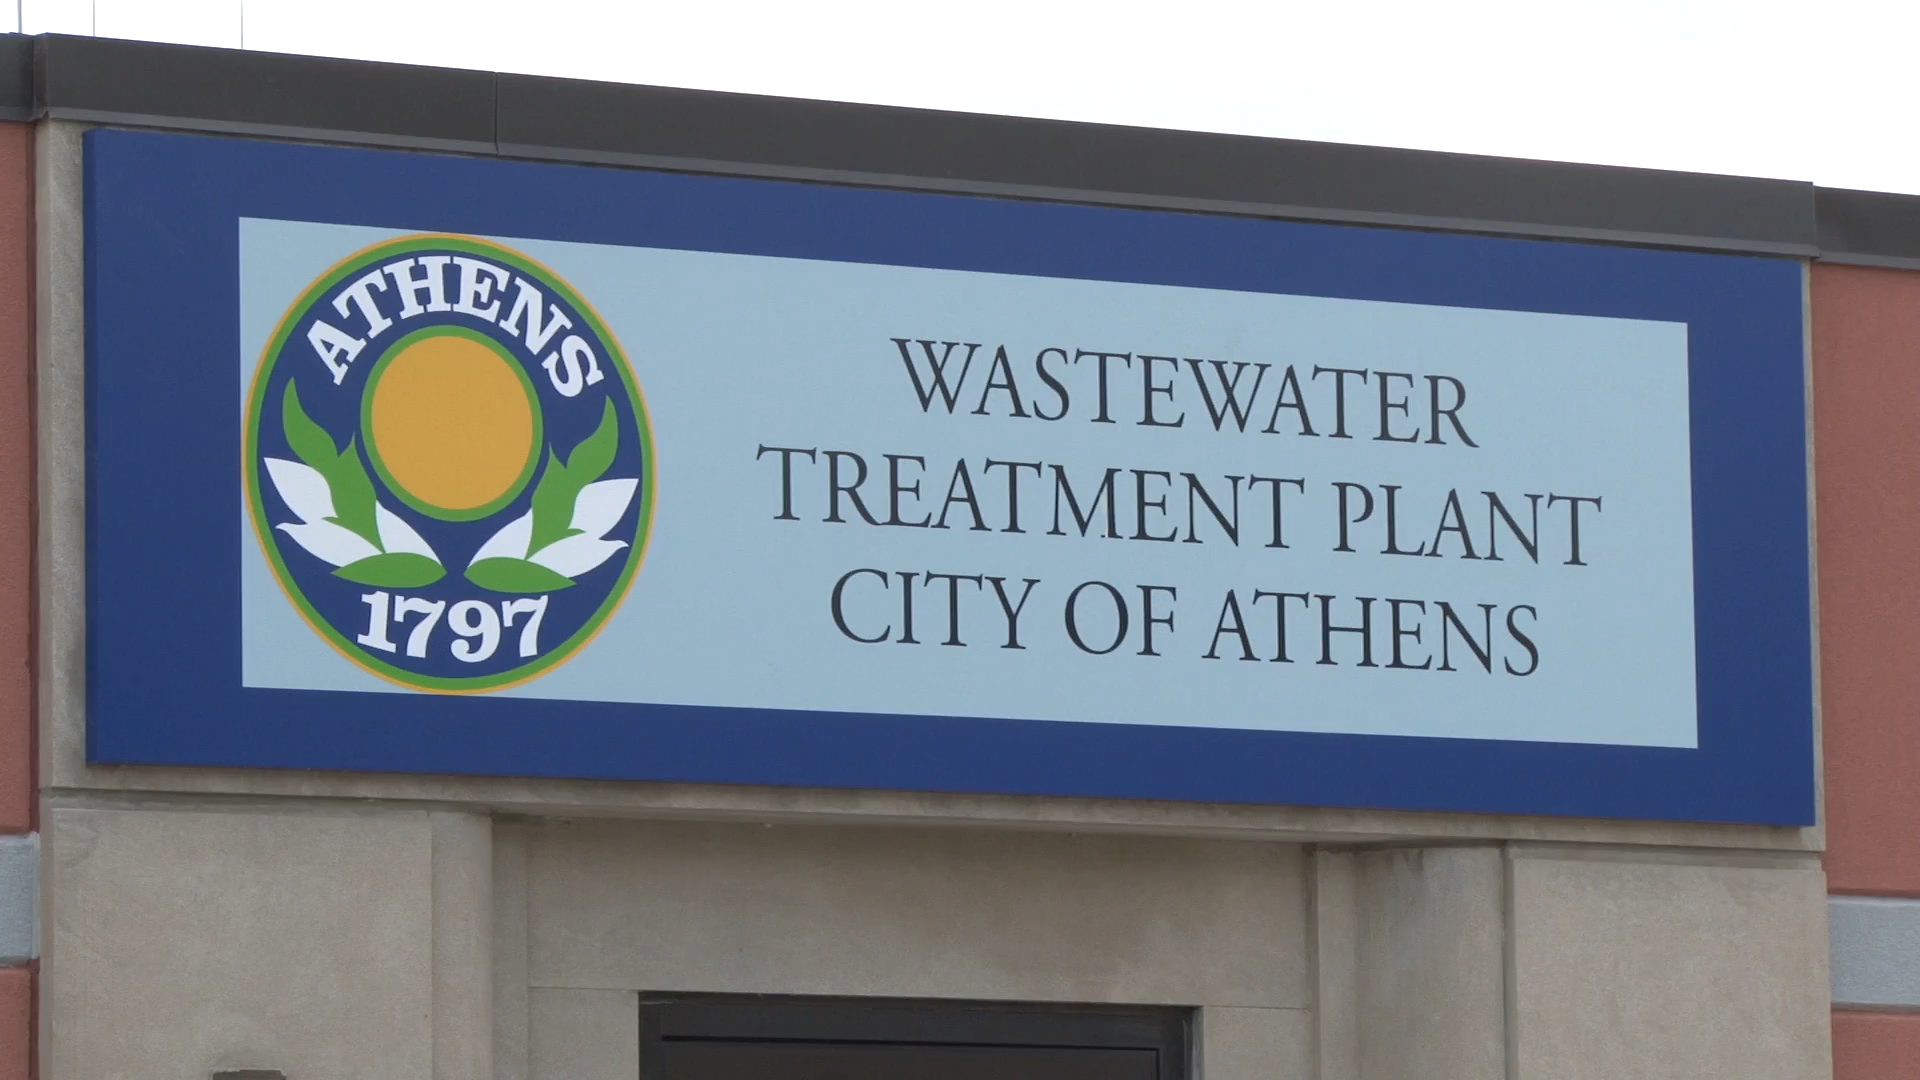 ATHENS
1797
WASTEWATER
TREATMENT PLANT
CITY OF ATHENS